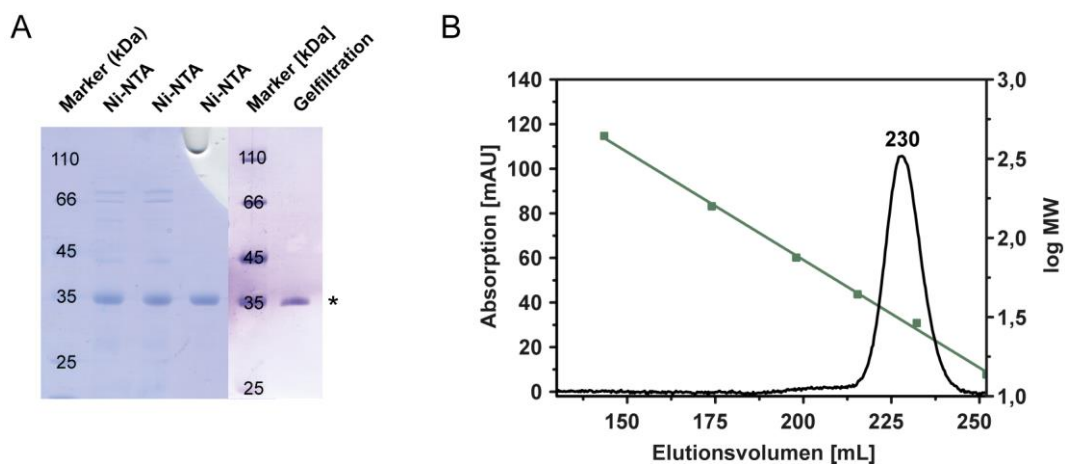 A
Marker (kDa)
Ni-NTA
Ni-NTA
Ni-NTA
Marker [kDa]
Gelfiltration
110
66
45
35
25
110
66
45
35
25
*
B
140
120
100
80
60
40
20
0
Absorption [mAU]
230
3,0
2,5
2,0
1,5
1,0
log MW
150
175
200
225
250
Elutionsvolumen [mL]